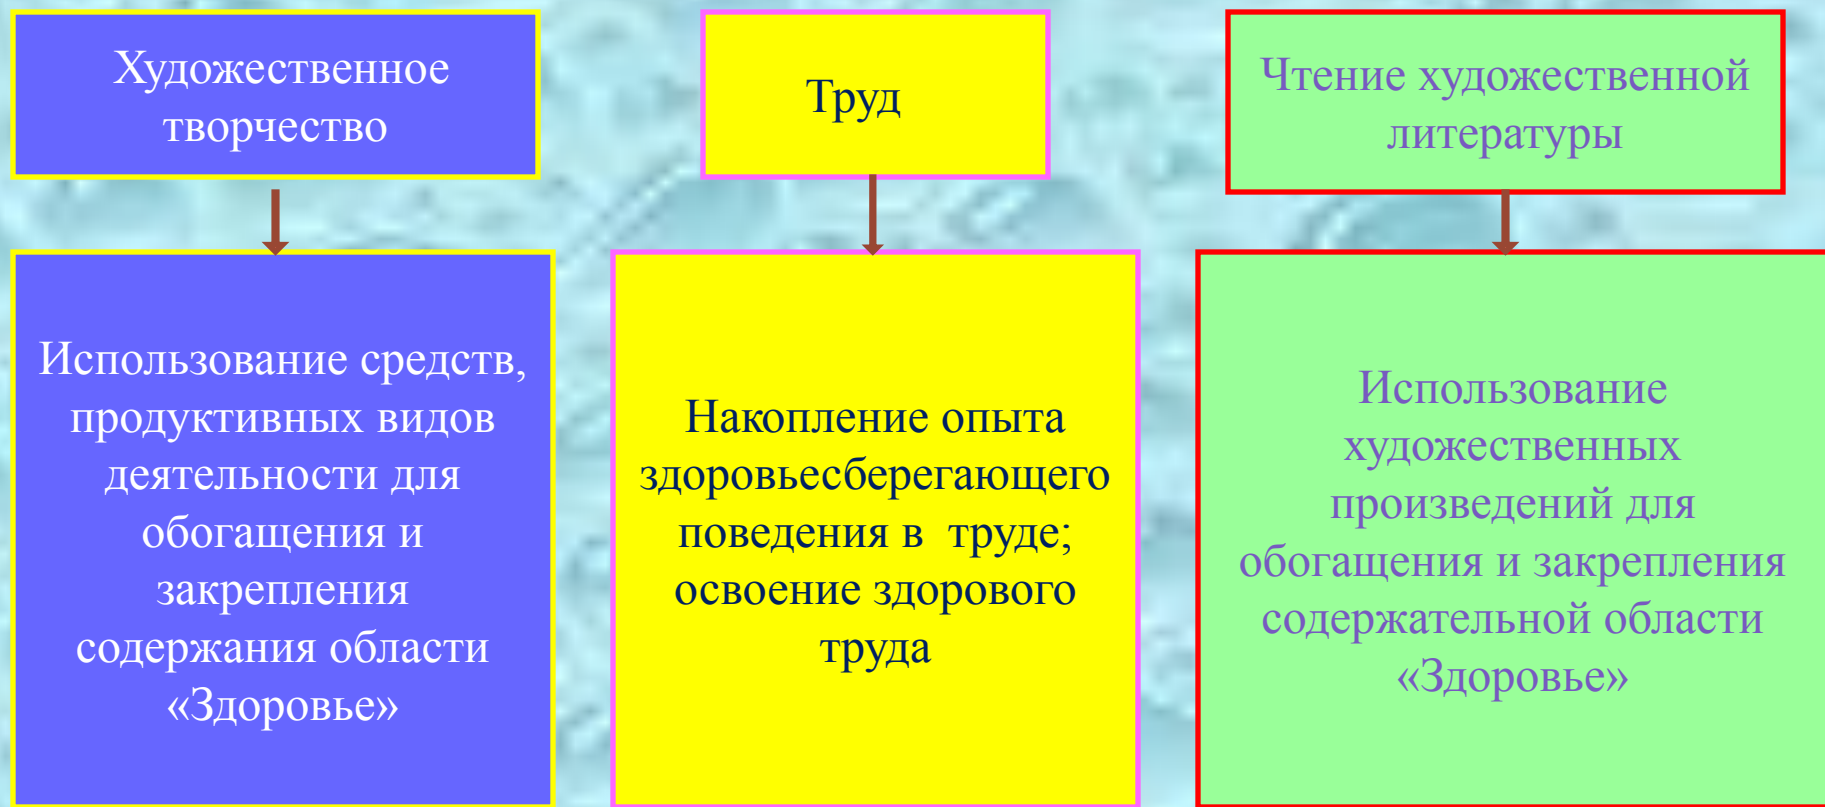 Художественное
творчество
Труд
Чтение художественной
литературы
Использование средств,
продуктивных видов
деятельности для
обогащения и
закрепления
содержания области
«Здоровье»
Накопление опыта
здоровьесберегающего
поведения в  труде;
освоение здорового
труда
Использование
художественных
произведений для
обогащения и закрепления
содержательной области
«Здоровье»